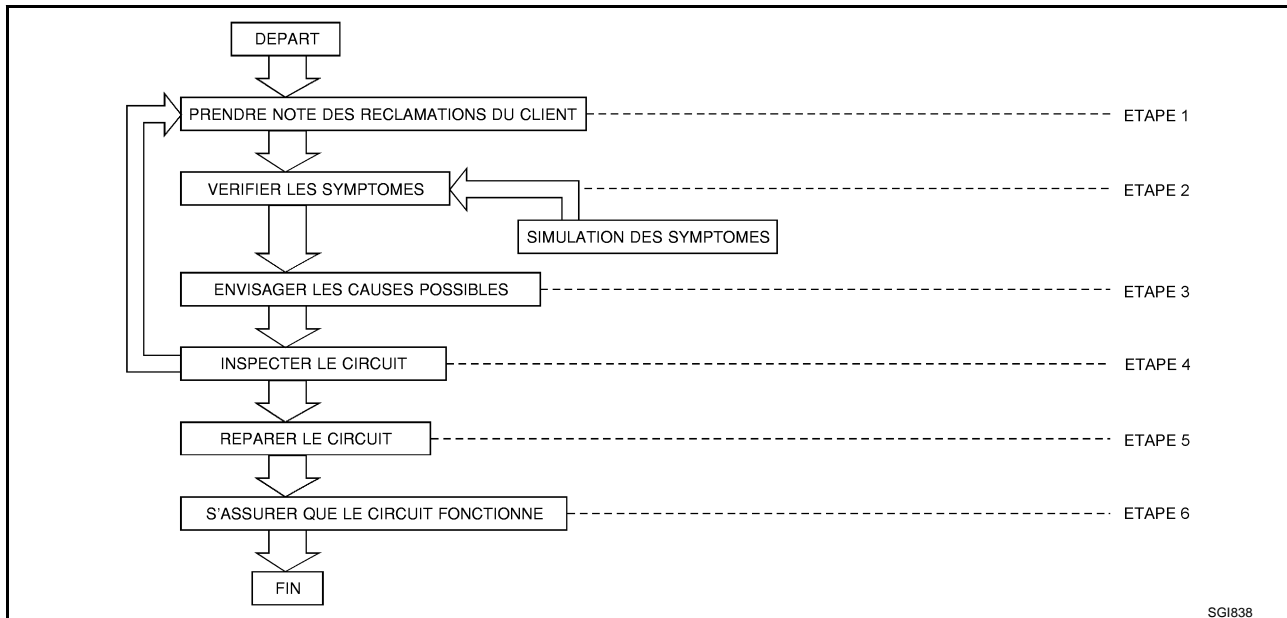 DEPART
PRENDRE NOTE DES RECLAMATIONS DU CLIENT
ETAPE 1
VERIFIER LES SYMPTOMES
ETAPE 2
SIMULATION DES SYMPTOMES
ENVISAGER LES CAUSES POSSIBLES
ETAPE 3
INSPECTER LE CIRCUIT
ETAPE 4
REPARER LE CIRCUIT
ETAPE 5
S'ASSURER QUE LE CIRCUIT FONCTIONNE
ETAPE 6
FIN
SGI838